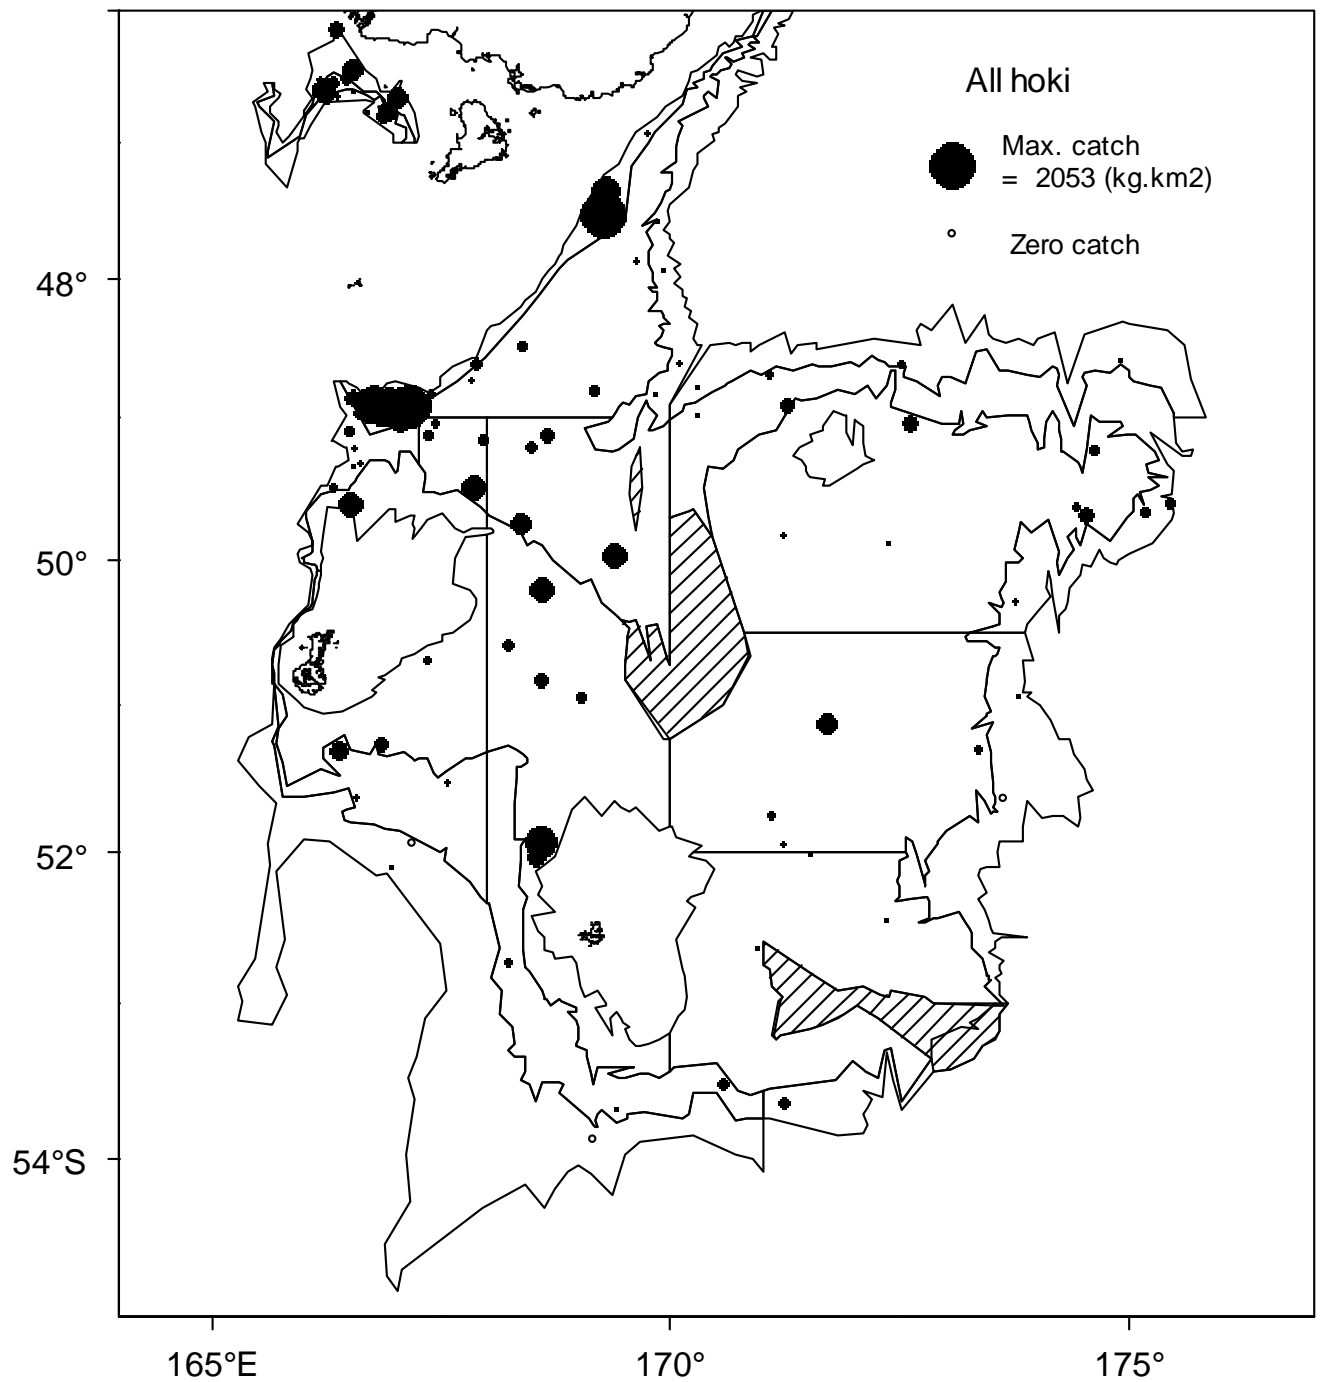 All hoki
Max. catch
= 2053 (kg.km2)
Zero catch
48°
50°
52°
54°S
165°E
170°
175°